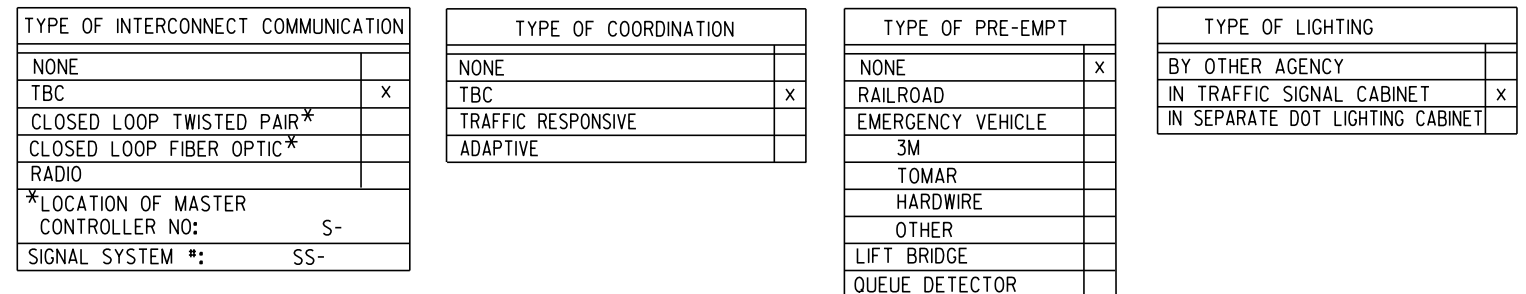 TYPE OF INTERCONNECT COMMUNICATION
NONE
TBC X
CLOSED LOOP TWISTED PAIR*
CLOSED LOOP FIBER OPTIC*
RADIO
*LOCATION OF MASTER
CONTROLLER NO: S-
SIGNAL SYSTEM #: SS-
TYPE OF COORDINATION
NONE
TBC X
TRAFFIC RESPONSIVE
ADAPTIVE
TYPE OF PRE-EMPT
NONE X
RAILROAD
EMERGENCY VEHICLE
3M
TOMAR
HARDWIRE
OTHER
LIFT BRIDGE
QUEUE DETECTOR
TYPE OF LIGHTING
BY OTHER AGENCY
IN TRAFFIC SIGNAL CABINET X
IN SEPARATE DOT LIGHTING CABINET